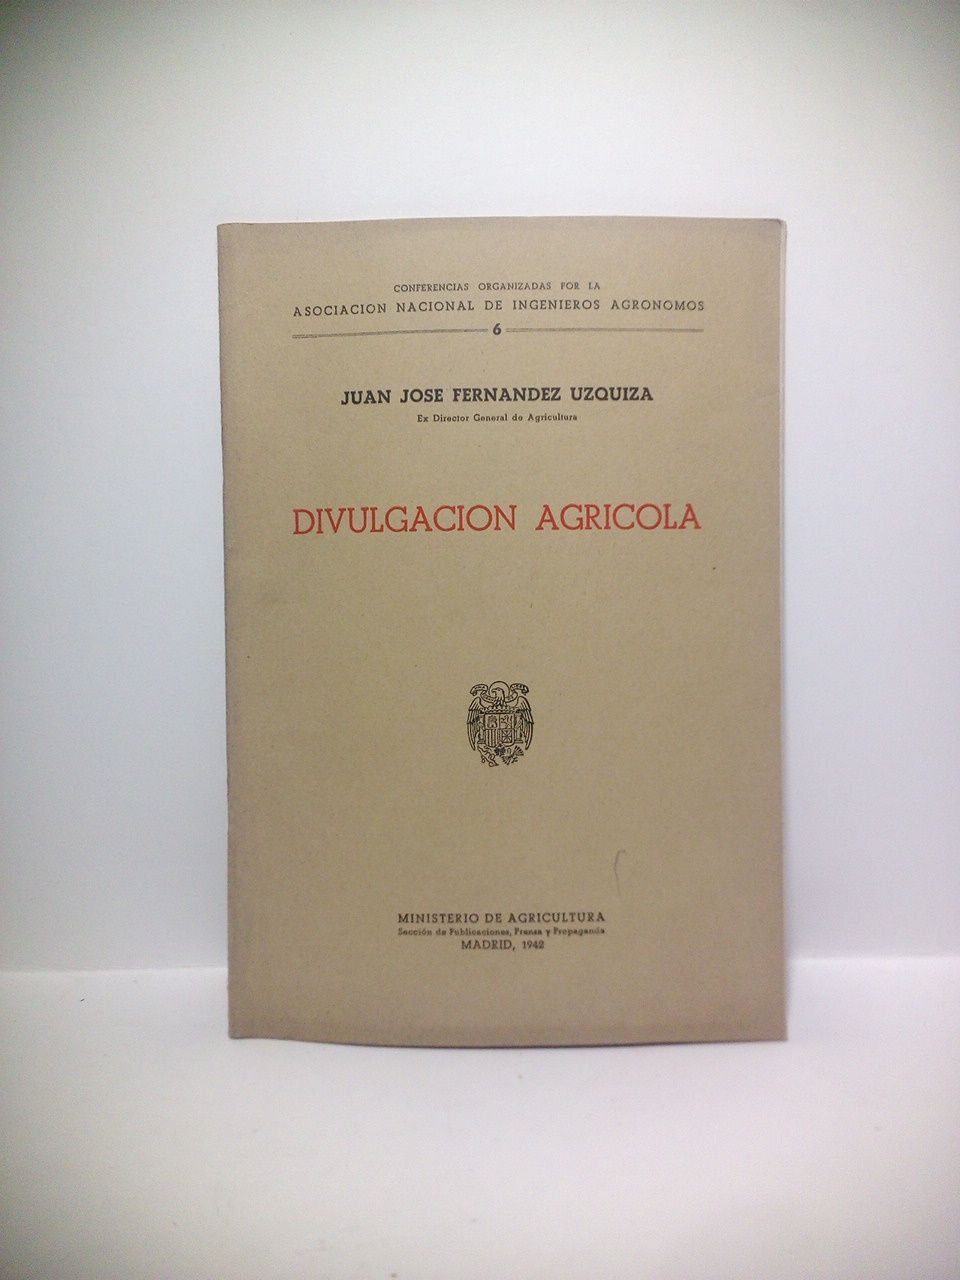 CONFERENCIAS ORGANIZADAS POR LA
ASOCIACION NACIONAL DE INGENIEROS AGRONOMOS
6
JUAN JOSE FERNANDEZ UZQUIZA
Ex Director General de Agricultura
DIVULGACION AGRICOLA
MINISTERIO DE AGRICULTURA
Sección de Publicaciones, Prensa y Propaganda
MADRID, 1942